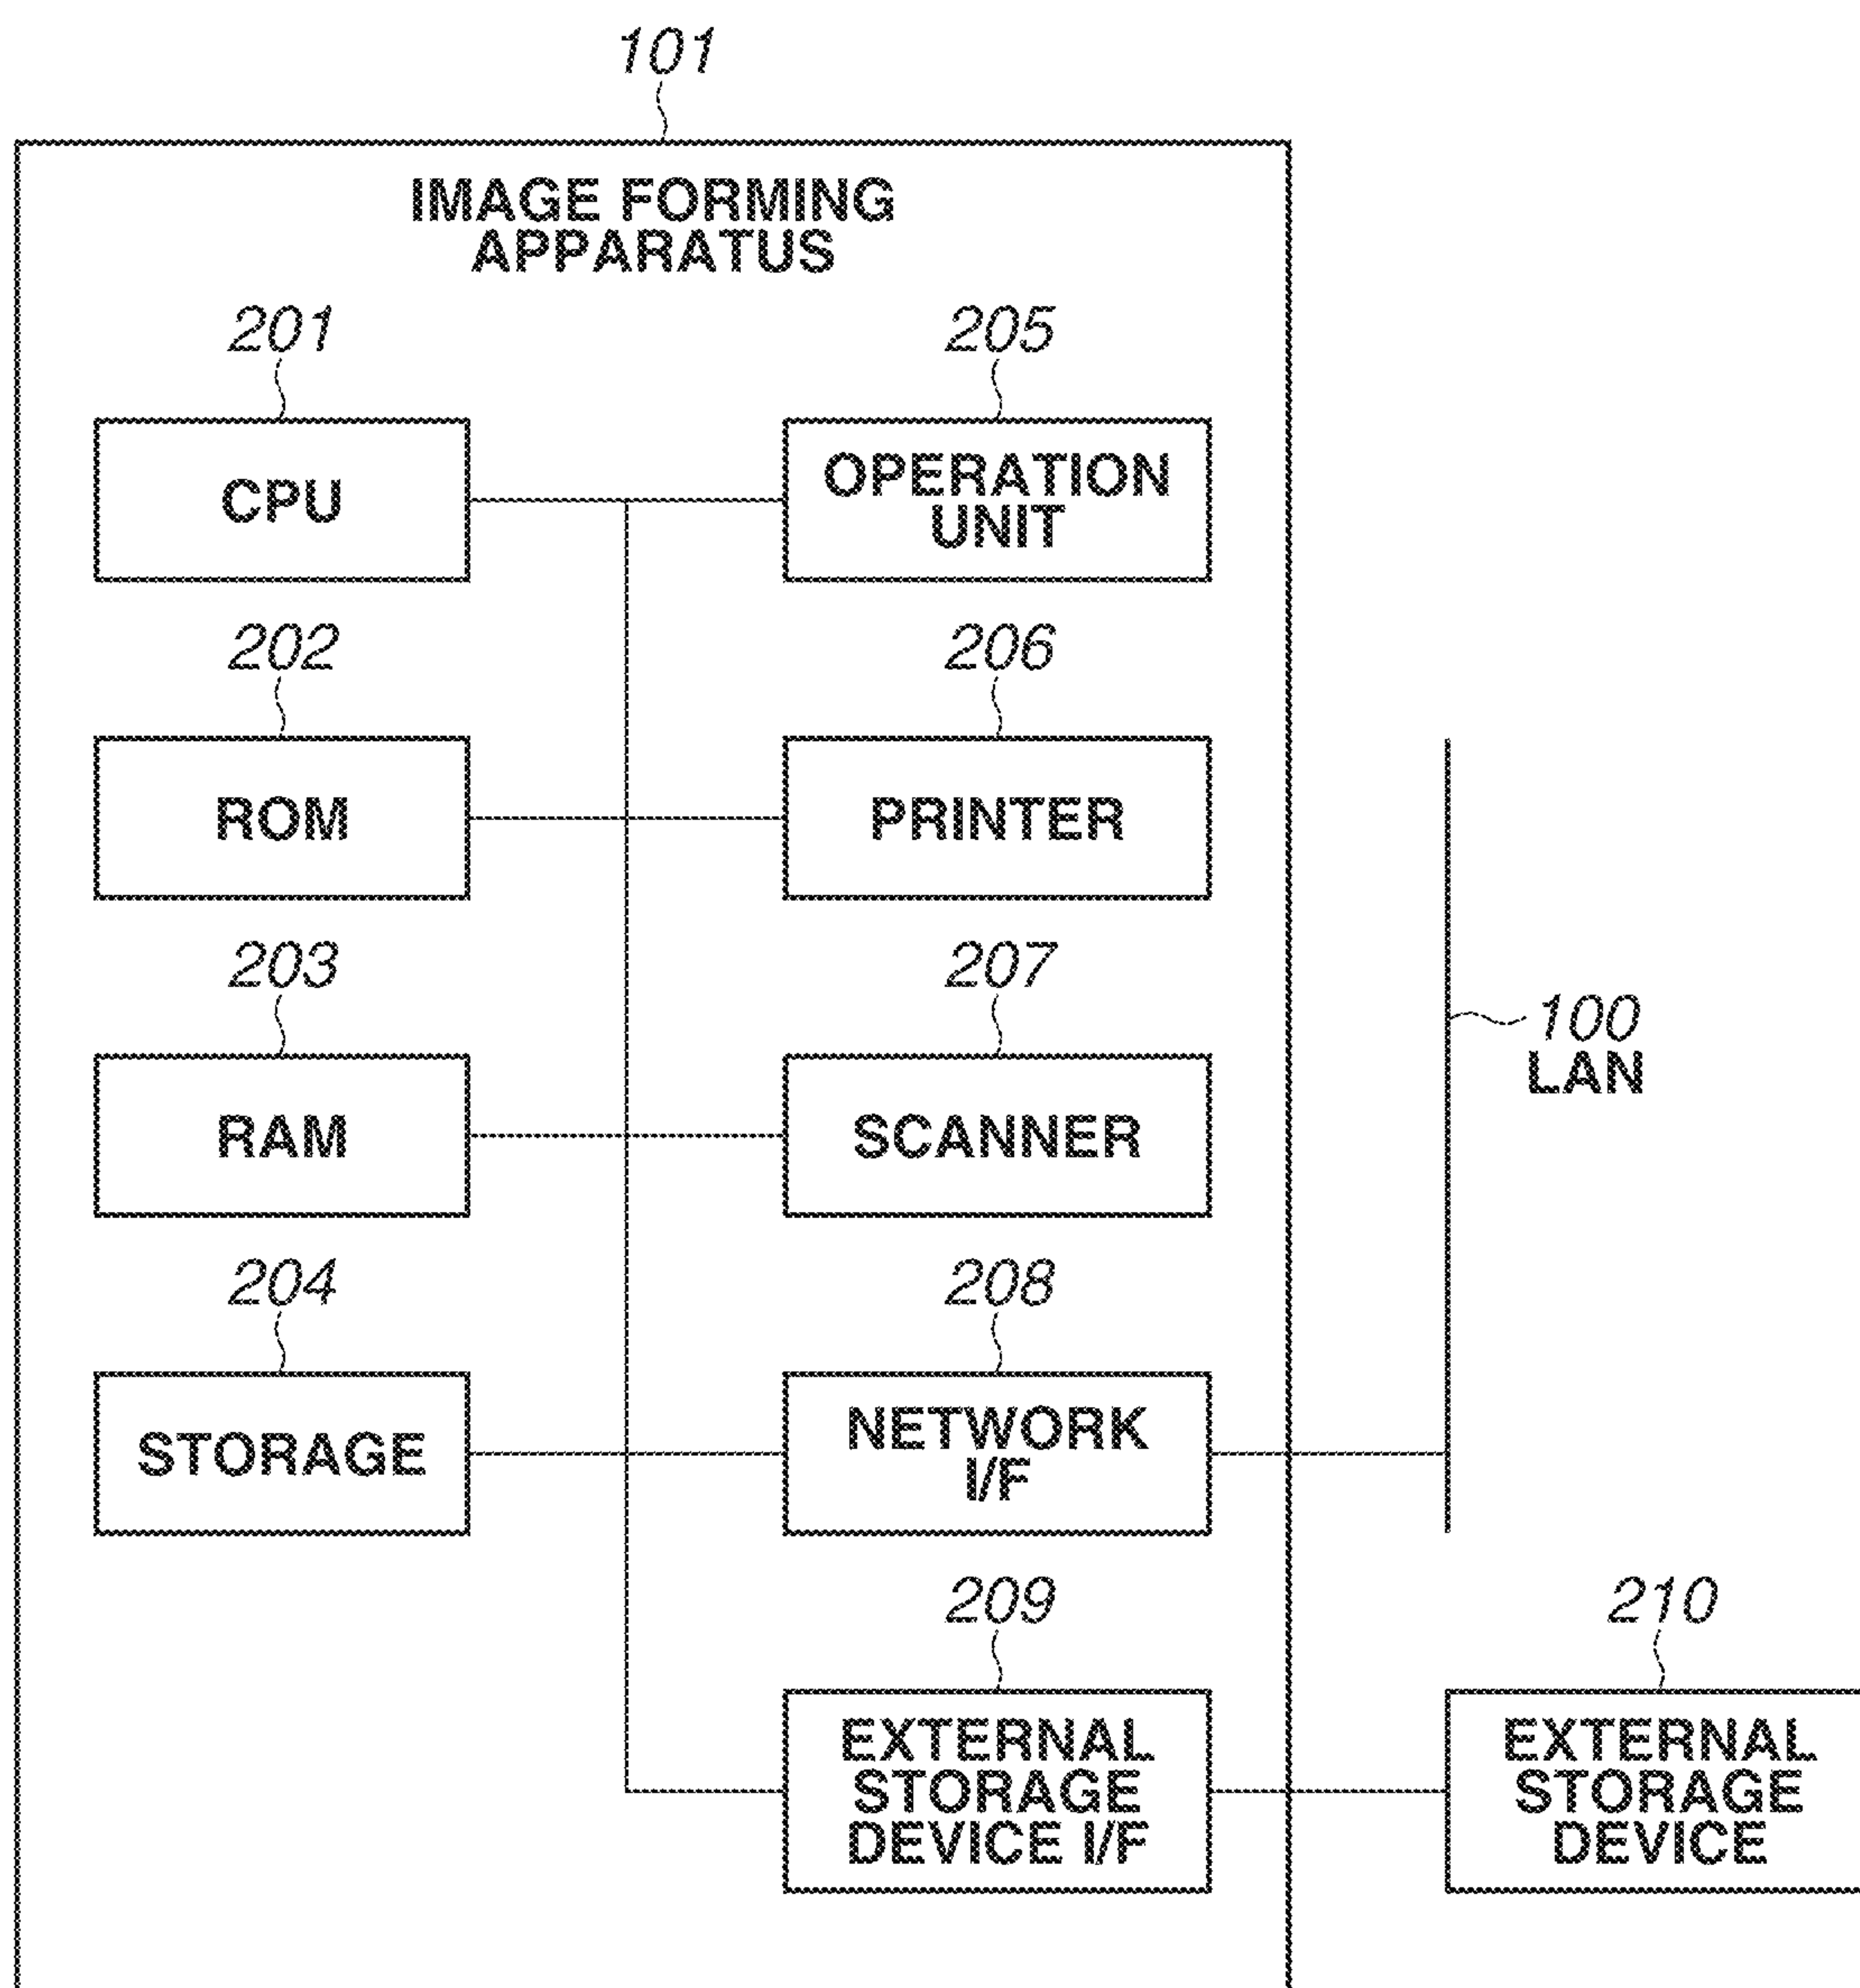 101
IMAGE FORMING
APPARATUS
201
CPU
205
OPERATION
UNIT
202
ROM
206
PRINTER
203
RAM
207
SCANNER
100
LAN
204
STORAGE
208
NETWORK
I/F
209
EXTERNAL
STORAGE
DEVICE I/F
210
EXTERNAL
STORAGE
DEVICE